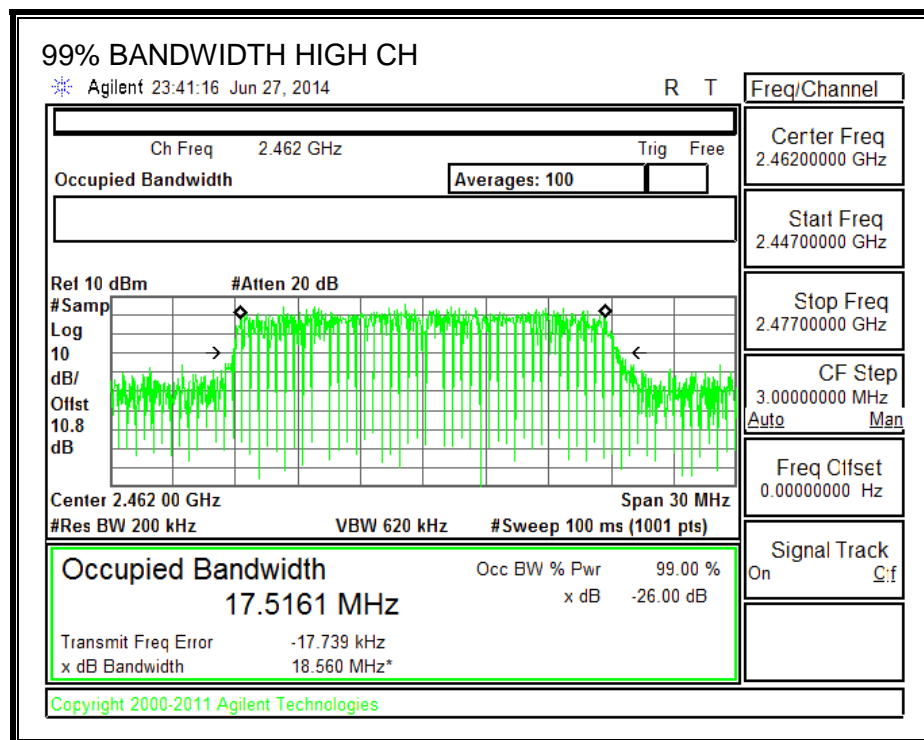 99% BANDWIDTH HIGH CH
Agilent 23:41:16 Jun 27, 2014 R T
Ch Freq 2.462 GHz Trig Free
Occupied Bandwidth Averages: 100
Ref 10 dBm #Atten 20 dB
#Samp
Log
10
dB/
Offst
10.8
dB
Center 2.462 00 GHz Span 30 MHz
#Res BW 200 kHz VBW 620 kHz #Sweep 100 ms (1001 pts)
Occupied Bandwidth
17.5161 MHz
Occ BW % Pwr 99.00 %
x dB -26.00 dB
Transmit Freq Error -17.739 kHz
x dB Bandwidth 18.560 MHz*
Copyright 2000-2011 Agilent Technologies
Freq/Channel
Center Freq
2.46200000 GHz
Start Freq
2.44700000 GHz
Stop Freq
2.47700000 GHz
CF Step
3.00000000 MHz
Auto Man
Freq Offset
0.00000000 Hz
Signal Track
On Off